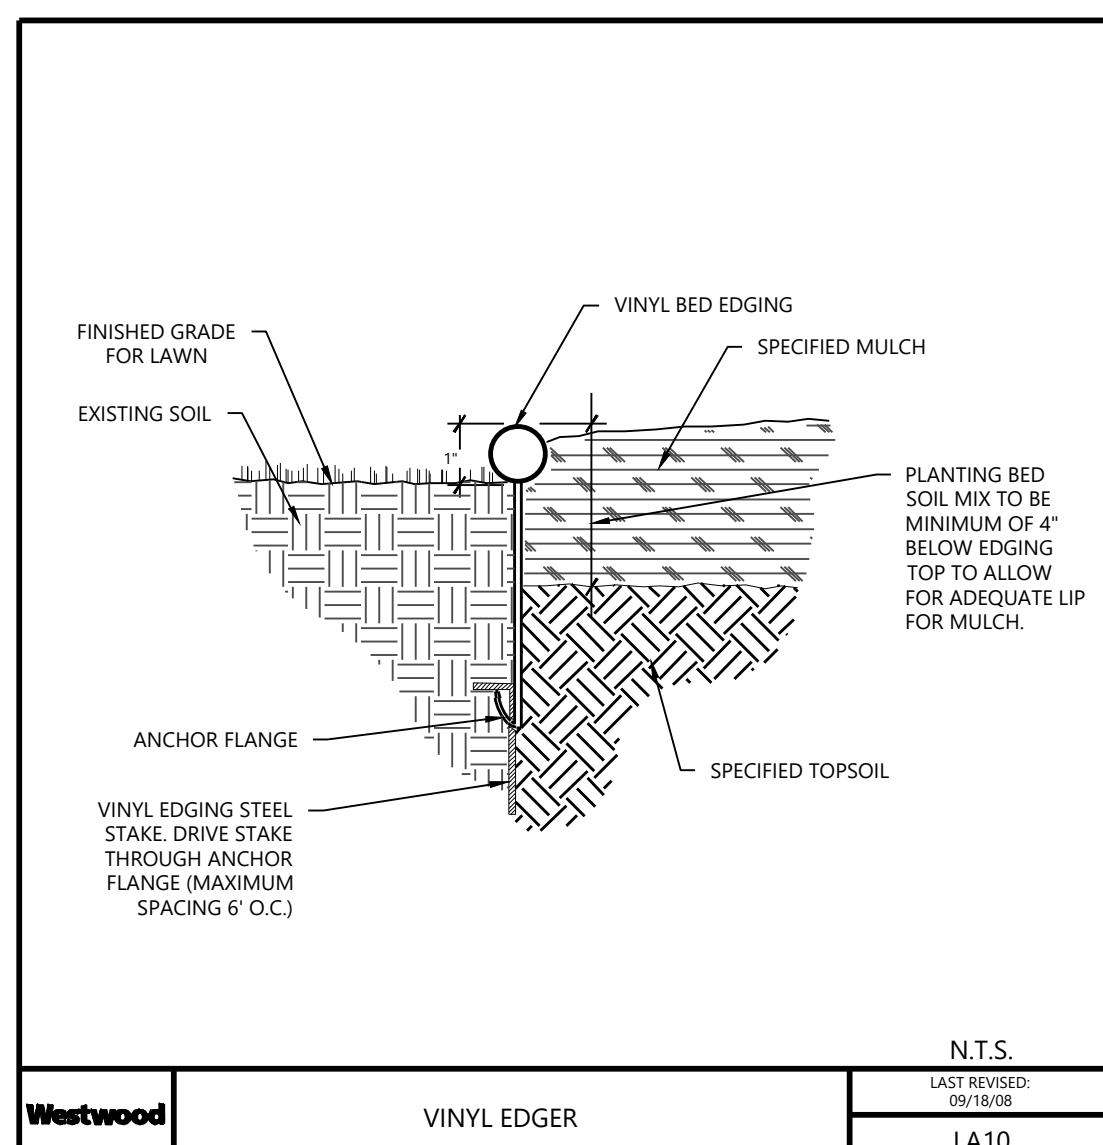 VINYL BED EDGING
FINISHED GRADE
FOR LAWN
SPECIFIED MULCH
EXISTING SOIL
1"
PLANTING BED
SOIL MIX TO BE
MINIMUM OF 4"
BELOW EDGING
TOP TO ALLOW
FOR ADEQUATE LIP
FOR MULCH.
ANCHOR FLANGE
SPECIFIED TOPSOIL
VINYL EDGING STEEL
STAKE. DRIVE STAKE
THROUGH ANCHOR
FLANGE (MAXIMUM
SPACING 6' O.C.)
N.T.S.
LAST REVISED:
09/18/08
Westwood
VINYL EDGER
LA10